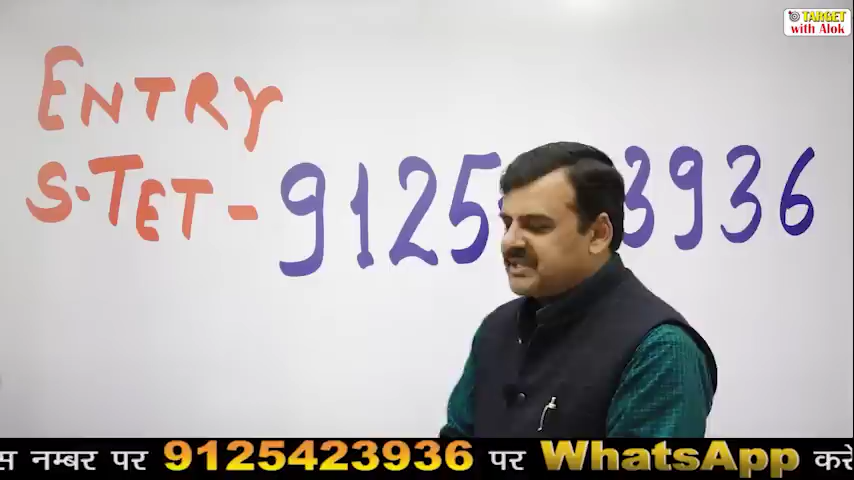 TARGET
with Alok
ENTRY
S.TET - 9125 3936
स नम्बर पर 9125423936 पर WhatsApp करे